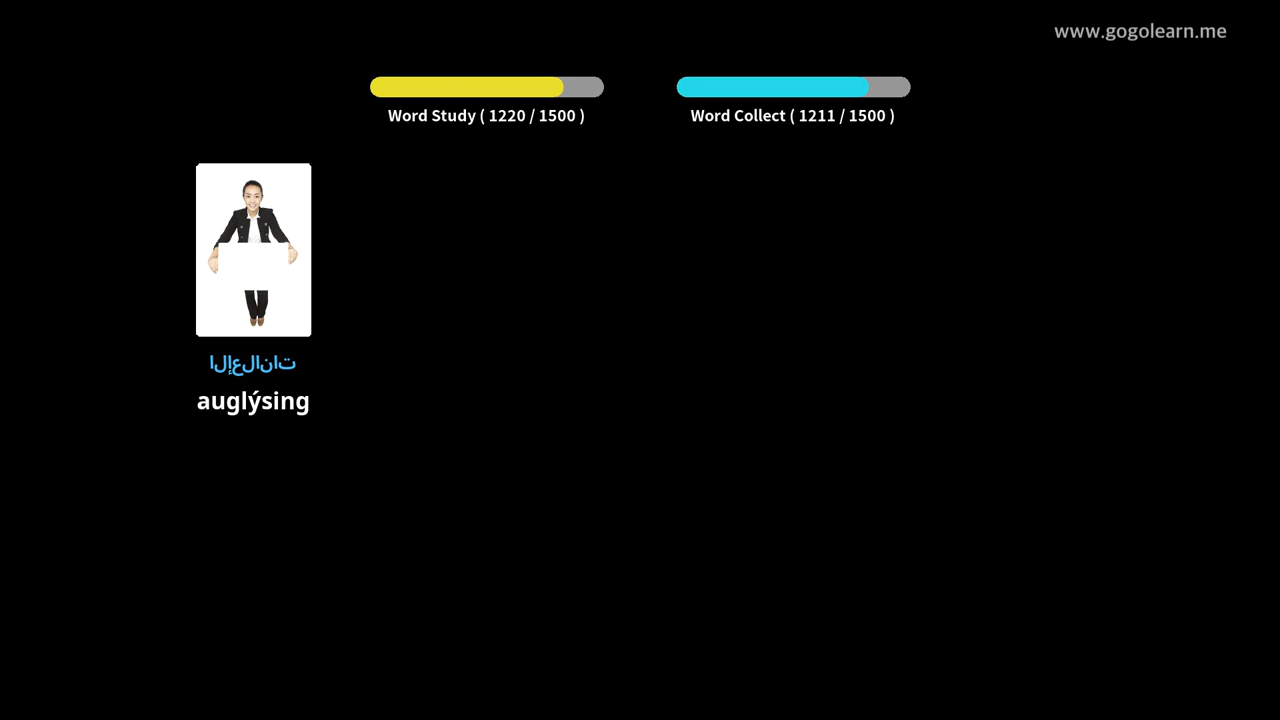 www.gogolearn.me
Word Study ( 1220 / 1500 )
Word Collect ( 1211 / 1500 )
الإعلانات
auglýsing